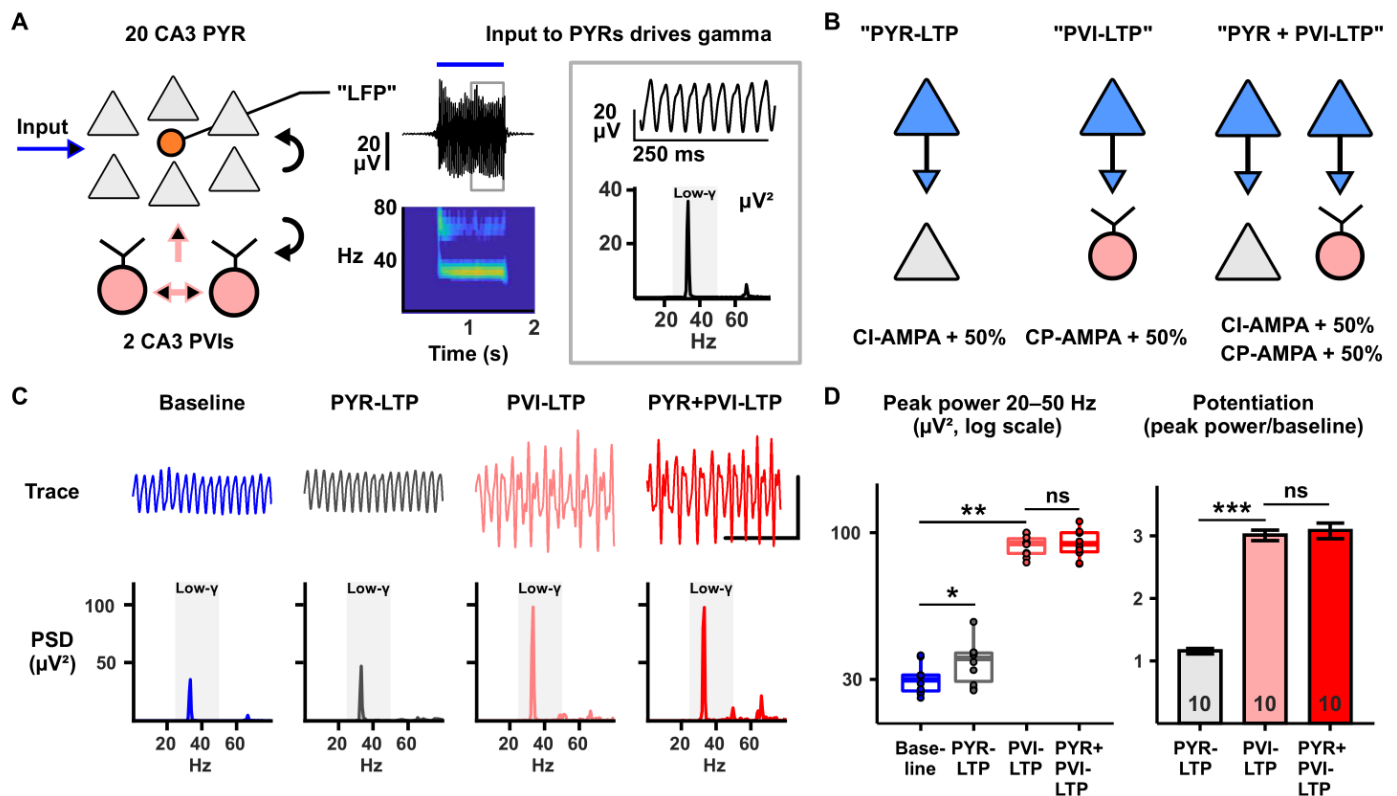 A
20 CA3 PYR
Input to PYRs drives gamma
"LFP"
Input
20
µV
20
µV
250 ms
80
Hz
40
1
2
Time (s)
40
20
Low-γ
µV²
20 40 60
Hz
2 CA3 PVIs
B
"PYR-LTP
"PVI-LTP"
"PYR + PVI-LTP"
CI-AMPA + 50%
CP-AMPA + 50%
CI-AMPA + 50%
CP-AMPA + 50%
C
Baseline
PYR-LTP
PVI-LTP
PYR+PVI-LTP
Trace
PSD
(µV²)
100
50
Low-γ
Low-γ
Low-γ
Low-γ
20 40 60 80
20 40 60 80
20 40 60 80
20 40 60 80
Hz
Hz
Hz
Hz
D
Peak power 20–50 Hz
(µV², log scale)
100
30
**
ns
*
Base-
line
PYR-
LTP
PVI-
LTP
PYR+
PVI-
LTP
Potentiation
(peak power/baseline)
3
2
1
***
ns
10
10
10
PYR-
LTP
PVI-
LTP
PYR+
PVI-
LTP